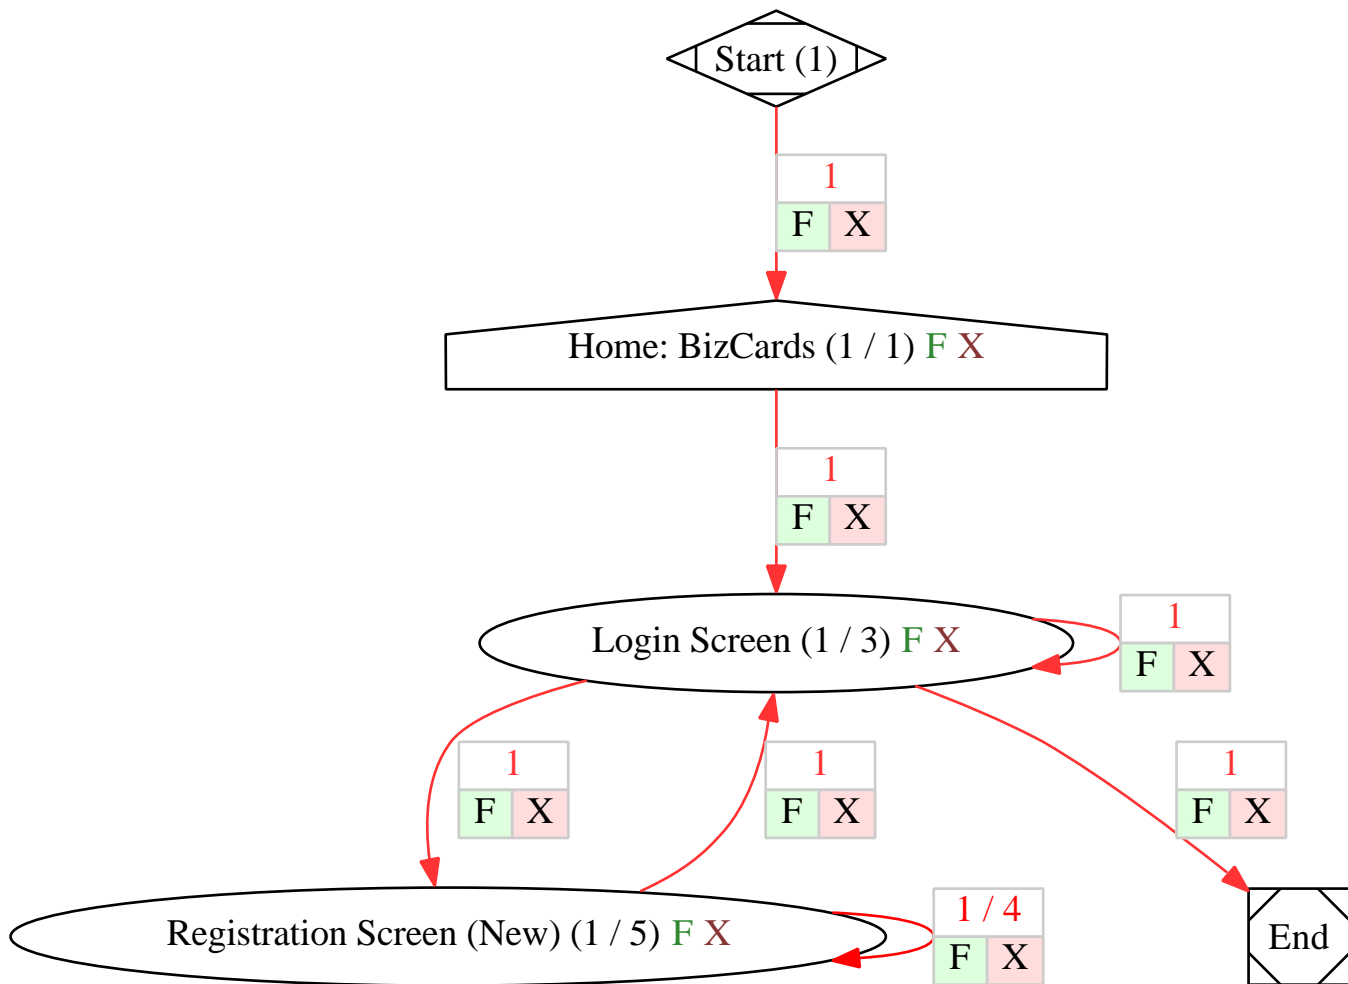 Start (1)
1
F X
Home: BizCards (1 / 1) F X
1
F X
Login Screen (1 / 3) F X
1
F X
1
F X
1
F X
1
F X
Registration Screen (New) (1 / 5) F X
1 / 4
F X
End